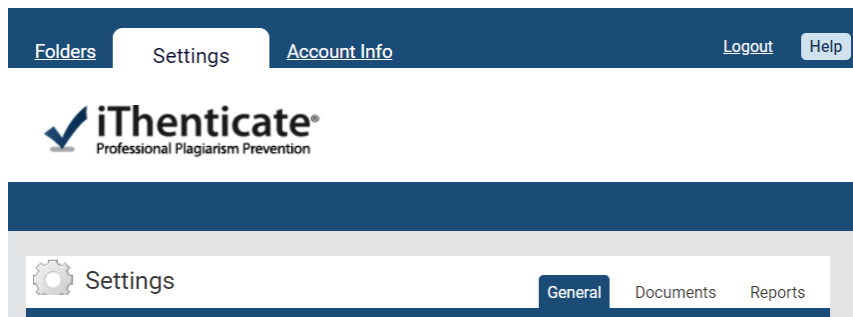 Folders Settings Account Info Logout Help
iThenticate®
Professional Plagiarism Prevention
Settings General Documents Reports